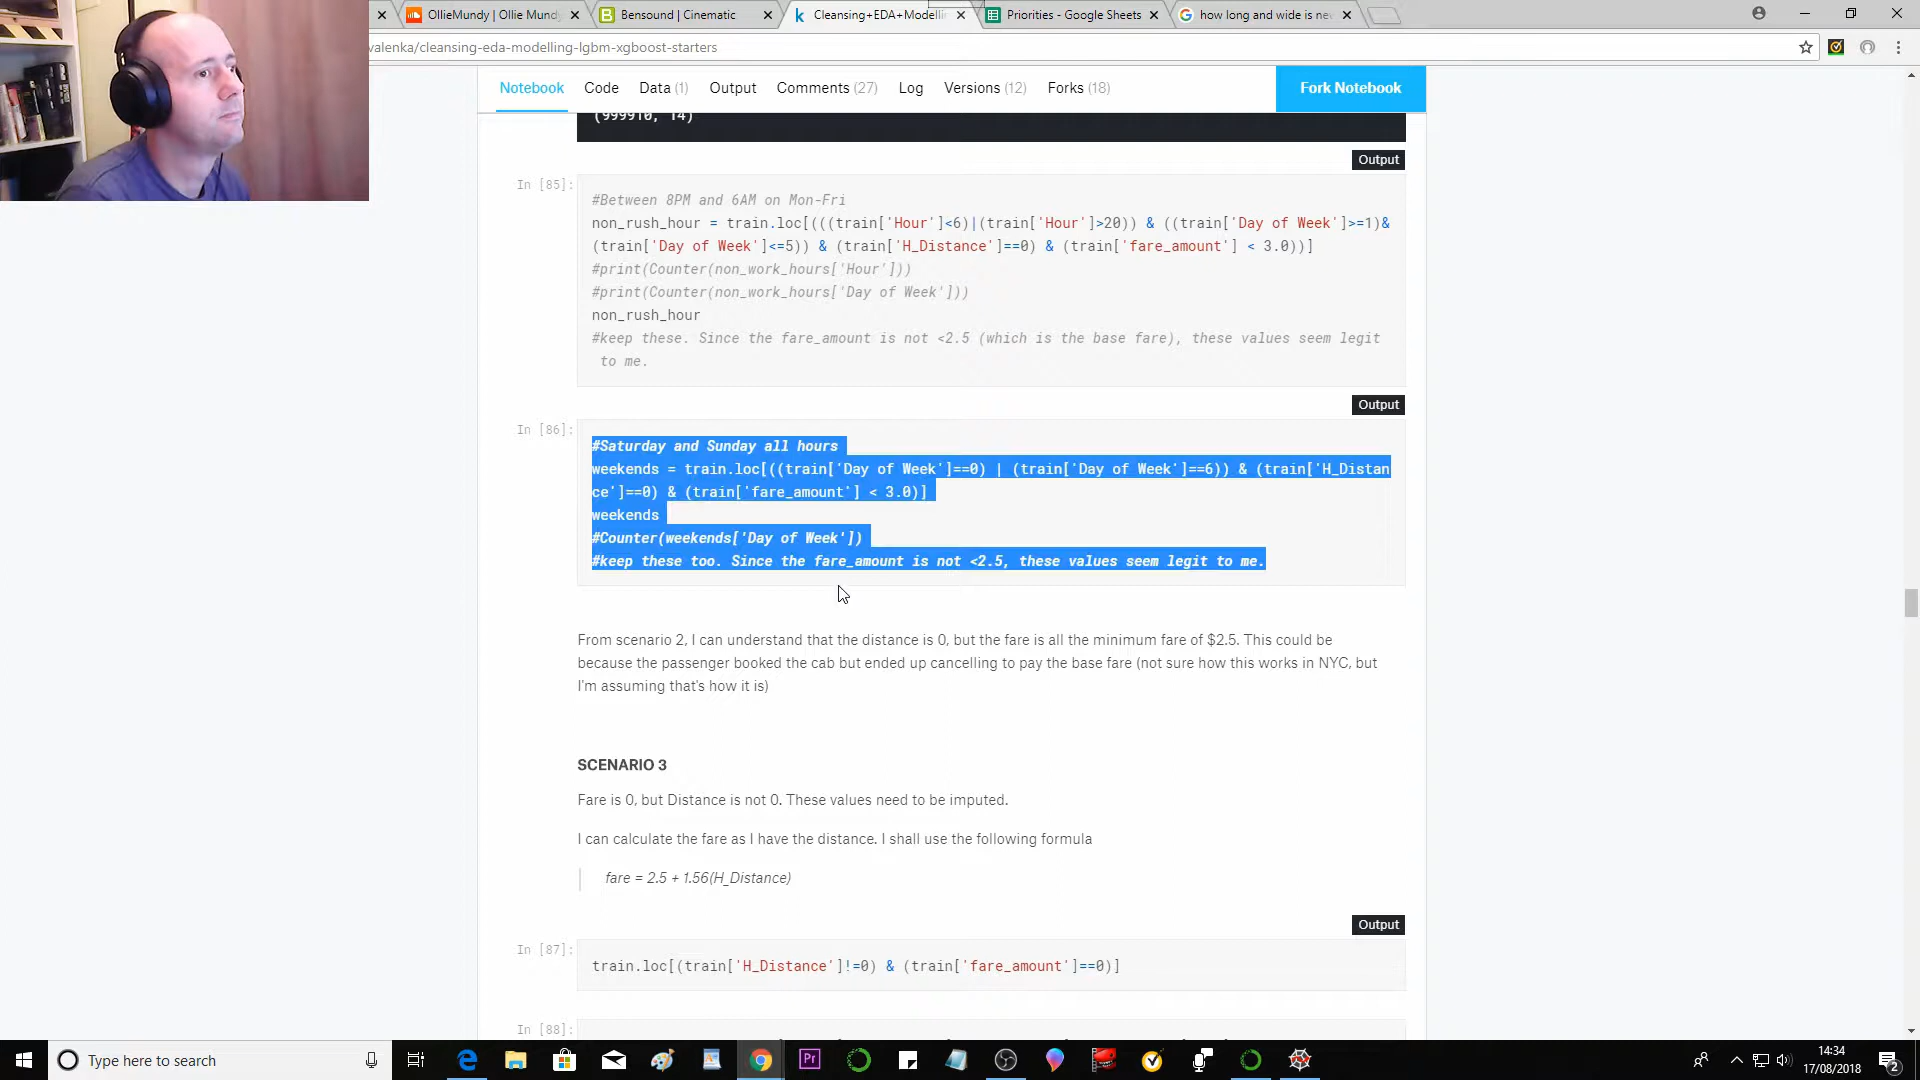 OllieMundy | Ollie Mund
Bensound | Cinematic
Cleansing+EDA+Modelli
Priorities - Google Sheets
how long and wide is ne
valenka/cleansing-eda-modelling-lgbm-xgboost-starters
Notebook Code Data (1) Output Comments (27) Log Versions (12) Forks (18) Fork Notebook
(999910, 14)
Output
In [85]:
#Between 8PM and 6AM on Mon-Fri
non_rush_hour = train.loc[(((train['Hour']<6)|(train['Hour']>20)) & ((train['Day of Week']>=1)&
(train['Day of Week']<=5)) & (train['H_Distance']==0) & (train['fare_amount'] < 3.0))]
#print(Counter(non_work_hours['Hour']))
#print(Counter(non_work_hours['Day of Week']))
non_rush_hour
#keep these. Since the fare_amount is not <2.5 (which is the base fare), these values seem legit
to me.
Output
In [86]:
#Saturday and Sunday all hours
weekends = train.loc[((train['Day of Week']==0) | (train['Day of Week']==6)) & (train['H_Distan
ce']==0) & (train['fare_amount'] < 3.0)]
weekends
#Counter(weekends['Day of Week'])
#keep these too. Since the fare_amount is not <2.5, these values seem legit to me.
From scenario 2, I can understand that the distance is 0, but the fare is all the minimum fare of $2.5. This could be
because the passenger booked the cab but ended up cancelling to pay the base fare (not sure how this works in NYC, but
I'm assuming that's how it is)
SCENARIO 3
Fare is 0, but Distance is not 0. These values need to be imputed.
I can calculate the fare as I have the distance. I shall use the following formula
fare = 2.5 + 1.56(H_Distance)
Output
In [87]:
train.loc[(train['H_Distance']!=0) & (train['fare_amount']==0)]
In [88]:
Type here to search
14:34
17/08/2018
2